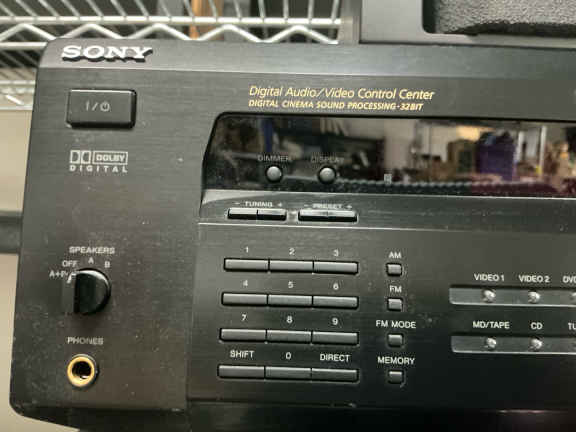 SONY
Digital Audio/Video Control Center
DIGITAL CINEMA SOUND PROCESSING-32BIT
I/⏻
DOLBY
DIGITAL
DIMMER DISPLAY
- TUNING + - PRESET +
SPEAKERS
OFF A B
1 2 3 AM
4 5 6 FM
7 8 9 FM MODE
SHIFT 0 DIRECT MEMORY
VIDEO 1 VIDEO 2
MD/TAPE CD
PHONES